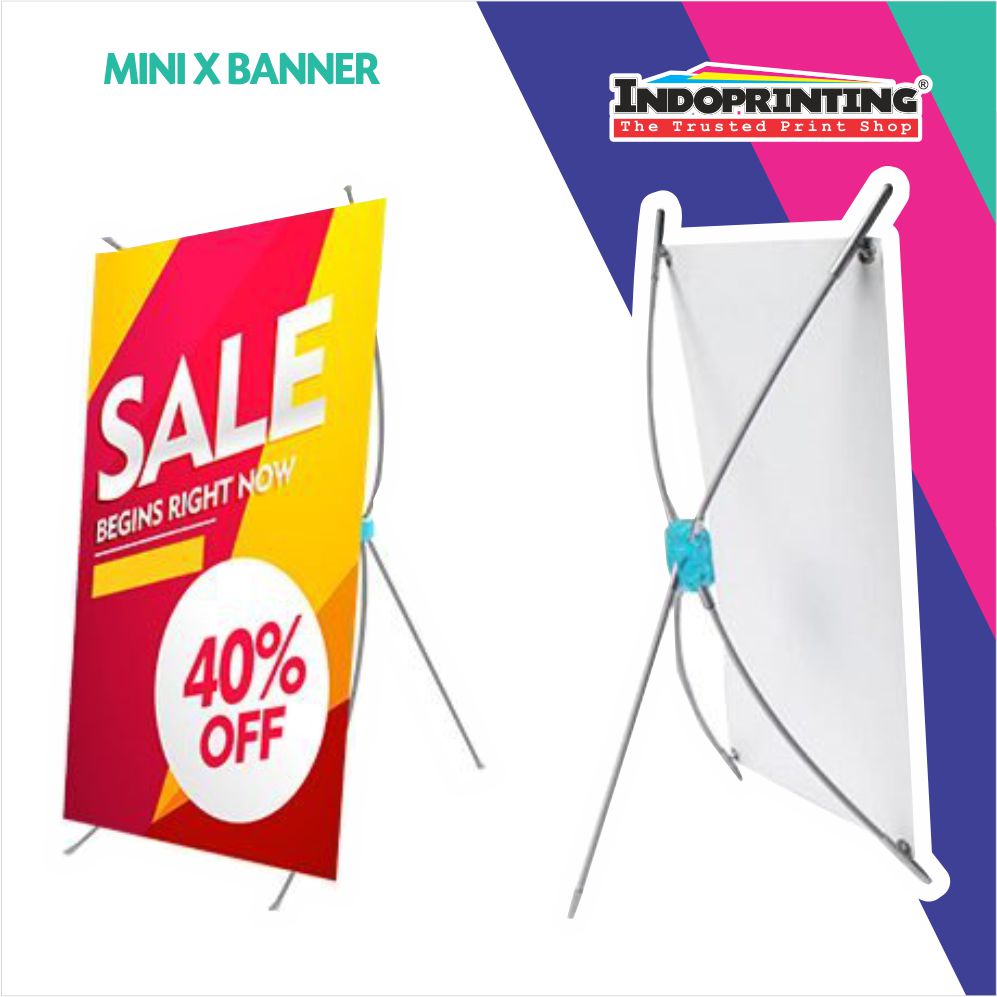 MINI X BANNER
INDOPRINTING®
The Trusted Print Shop
SALE
BEGINS RIGHT NOW
40%
OFF